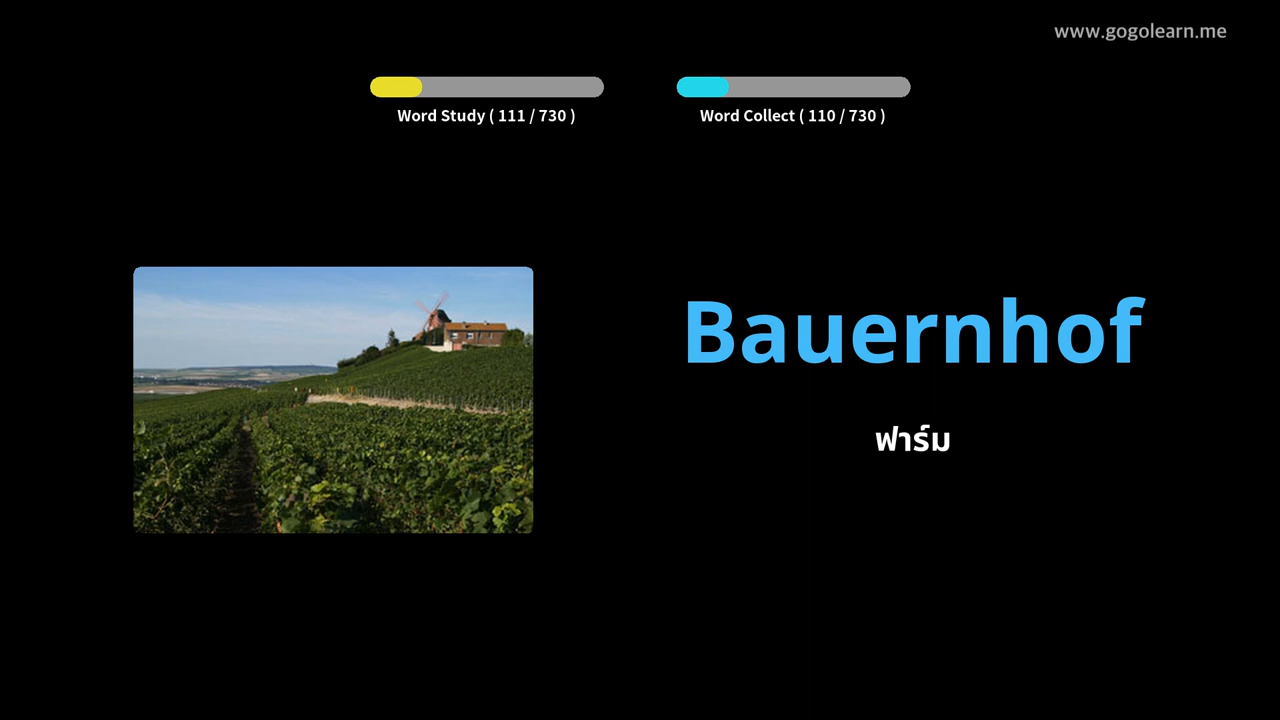 www.gogolearn.me
Word Study ( 111 / 730 )
Word Collect ( 110 / 730 )
Bauernhof
ฟาร์ม